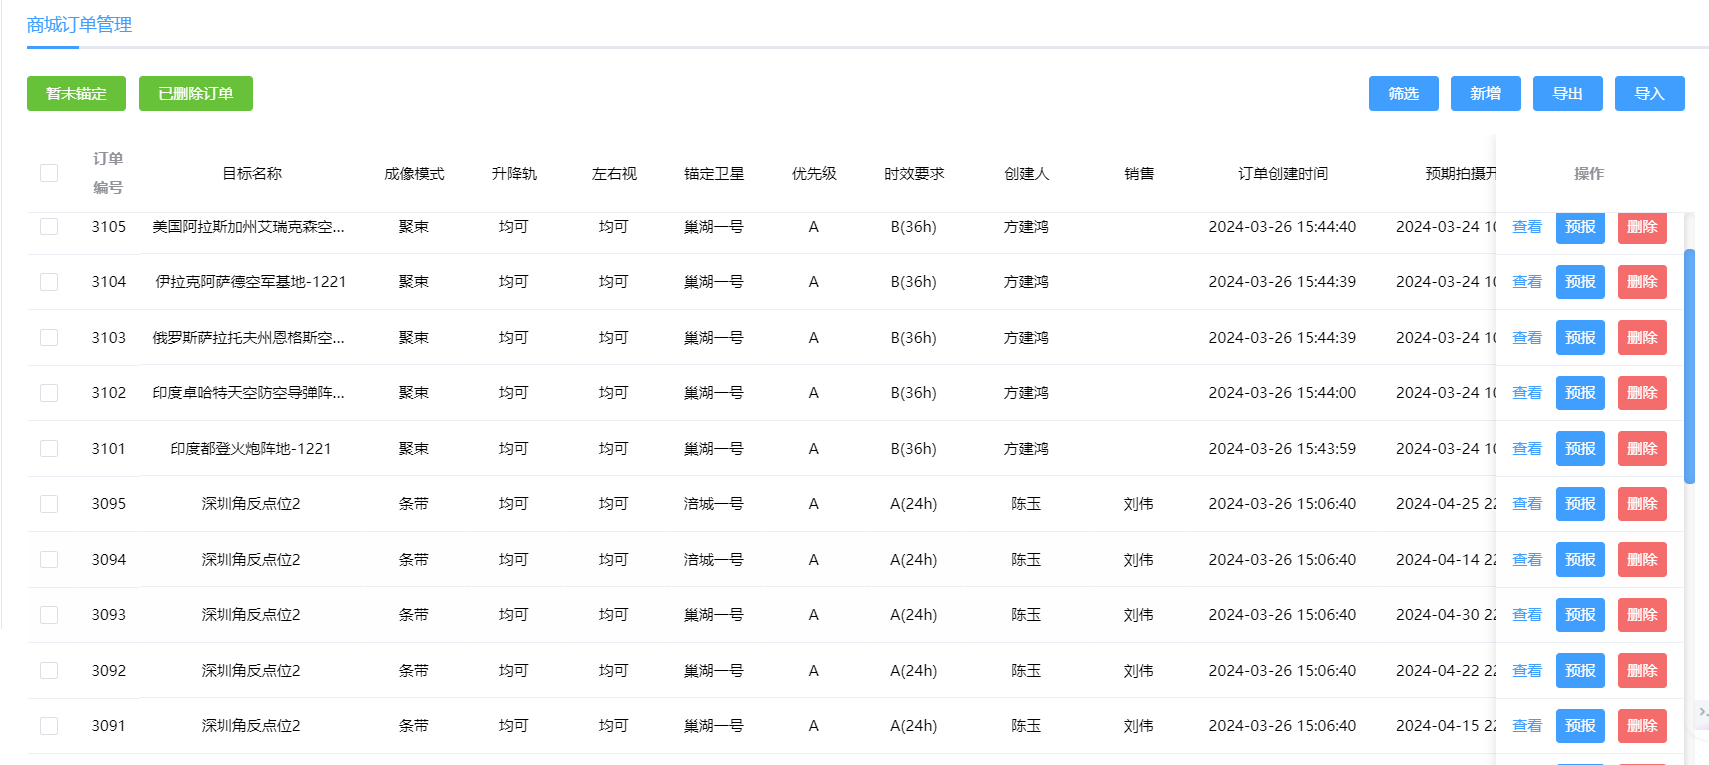 商城订单管理
暂未锚定 已删除订单 筛选 新增 导出 导入
订单编号 目标名称 成像模式 升降轨 左右视 锚定卫星 优先级 时效要求 创建人 销售 订单创建时间 预期拍摄开 操作
3105 美国阿拉斯加州艾瑞克森空... 聚束 均可 均可 巢湖一号 A B(36h) 方建鸿 2024-03-26 15:44:40 2024-03-24 10 查看 预报 删除
3104 伊拉克阿萨德空军基地-1221 聚束 均可 均可 巢湖一号 A B(36h) 方建鸿 2024-03-26 15:44:39 2024-03-24 10 查看 预报 删除
3103 俄罗斯萨拉托夫州恩格斯空... 聚束 均可 均可 巢湖一号 A B(36h) 方建鸿 2024-03-26 15:44:39 2024-03-24 10 查看 预报 删除
3102 印度卓哈特天空防空导弹阵... 聚束 均可 均可 巢湖一号 A B(36h) 方建鸿 2024-03-26 15:44:00 2024-03-24 10 查看 预报 删除
3101 印度都登火炮阵地-1221 聚束 均可 均可 巢湖一号 A B(36h) 方建鸿 2024-03-26 15:43:59 2024-03-24 10 查看 预报 删除
3095 深圳角反点位2 条带 均可 均可 涪城一号 A A(24h) 陈玉 刘伟 2024-03-26 15:06:40 2024-04-25 22 查看 预报 删除
3094 深圳角反点位2 条带 均可 均可 涪城一号 A A(24h) 陈玉 刘伟 2024-03-26 15:06:40 2024-04-14 22 查看 预报 删除
3093 深圳角反点位2 条带 均可 均可 巢湖一号 A A(24h) 陈玉 刘伟 2024-03-26 15:06:40 2024-04-30 22 查看 预报 删除
3092 深圳角反点位2 条带 均可 均可 巢湖一号 A A(24h) 陈玉 刘伟 2024-03-26 15:06:40 2024-04-22 22 查看 预报 删除
3091 深圳角反点位2 条带 均可 均可 巢湖一号 A A(24h) 陈玉 刘伟 2024-03-26 15:06:40 2024-04-15 22 查看 预报 删除